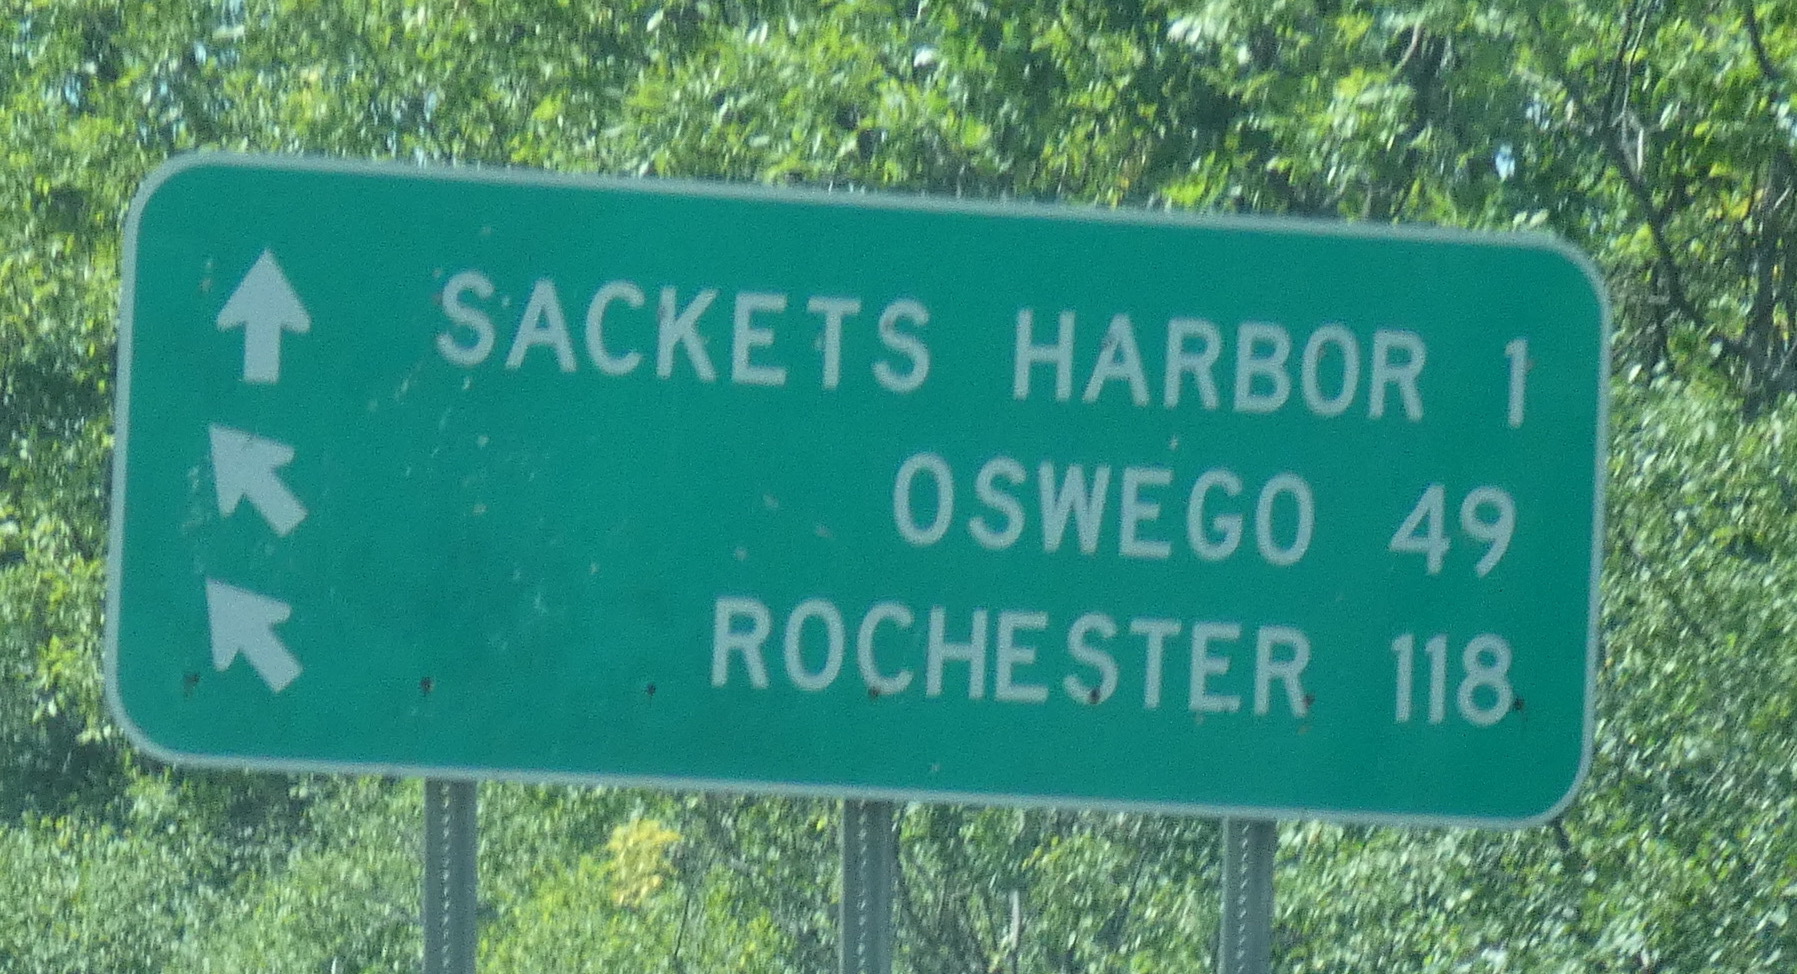 SACKETS HARBOR 1
OSWEGO 49
ROCHESTER 118